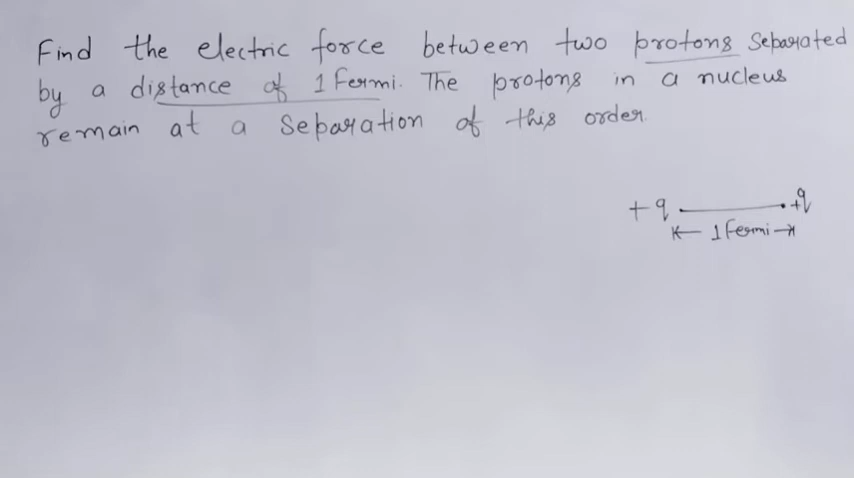 Find the electric force between two protons separated
by a distance of 1 Fermi. The protons in a nucleus
remain at a separation of this order.
+q +q
1 fermi